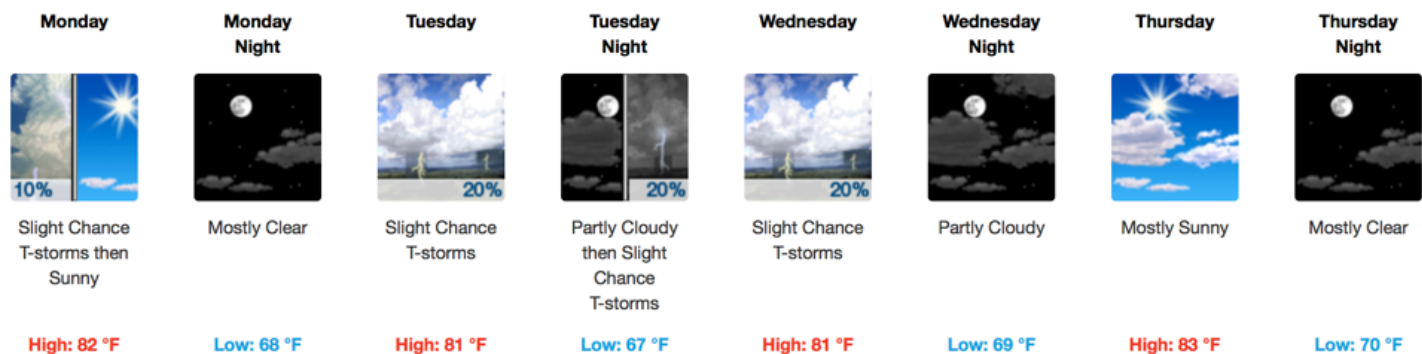 Monday
Monday
Night
Tuesday
Tuesday
Night
Wednesday
Wednesday
Night
Thursday
Thursday
Night
10%
20%
20%
20%
Slight Chance
T-storms then
Sunny
Mostly Clear
Slight Chance
T-storms
Partly Cloudy
then Slight
Chance
T-storms
Slight Chance
T-storms
Partly Cloudy
Mostly Sunny
Mostly Clear
High: 82 °F
Low: 68 °F
High: 81 °F
Low: 67 °F
High: 81 °F
Low: 69 °F
High: 83 °F
Low: 70 °F